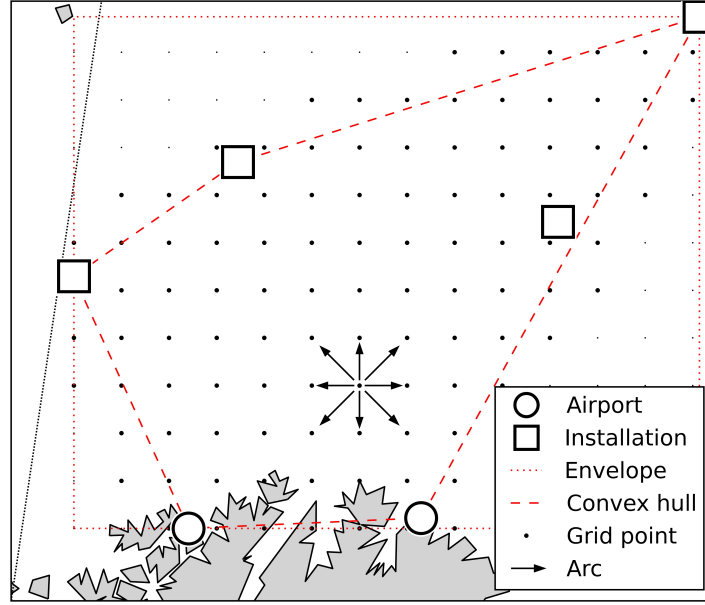 Airport
Installation
Envelope
Convex hull
Grid point
Arc